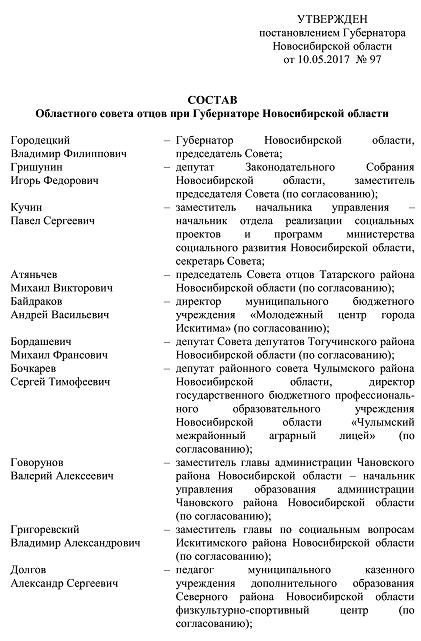 УТВЕРЖДЕН
постановлением Губернатора
Новосибирской области
от 10.05.2017 № 97
СОСТАВ
Областного совета отцов при Губернаторе Новосибирской области
Городецкий – Губернатор Новосибирской области,
Владимир Филиппович председатель Совета;
Гришунин – депутат Законодательного Собрания
Игорь Федорович Новосибирской области, заместитель
председателя Совета (по согласованию);
Кучин – заместитель начальника управления –
Павел Сергеевич начальник отдела реализации социальных
проектов и программ министерства
социального развития Новосибирской области,
секретарь Совета;
Атяньчев – председатель Совета отцов Татарского района
Михаил Викторович Новосибирской области (по согласованию);
Байдраков – директор муниципального бюджетного
Андрей Васильевич учреждения «Молодежный центр города
Искитима» (по согласованию);
Бордашевич – депутат Совета депутатов Тогучинского района
Михаил Франсович Новосибирской области (по согласованию);
Бочкарев – депутат районного совета Чулымского района
Сергей Тимофеевич Новосибирской области, директор
государственного бюджетного профессиональ-
ного образовательного учреждения
Новосибирской области «Чулымский
межрайонный аграрный лицей» (по
согласованию);
Говорунов – заместитель главы администрации Чановского
Валерий Алексеевич района Новосибирской области – начальник
управления образования администрации
Чановского района Новосибирской области
(по согласованию);
Григоревский – заместитель главы по социальным вопросам
Владимир Александрович Искитимского района Новосибирской области
(по согласованию);
Долгов – педагог муниципального казенного
Александр Сергеевич учреждения дополнительного образования
Северного района Новосибирской области
физкультурно-спортивный центр (по
согласованию);